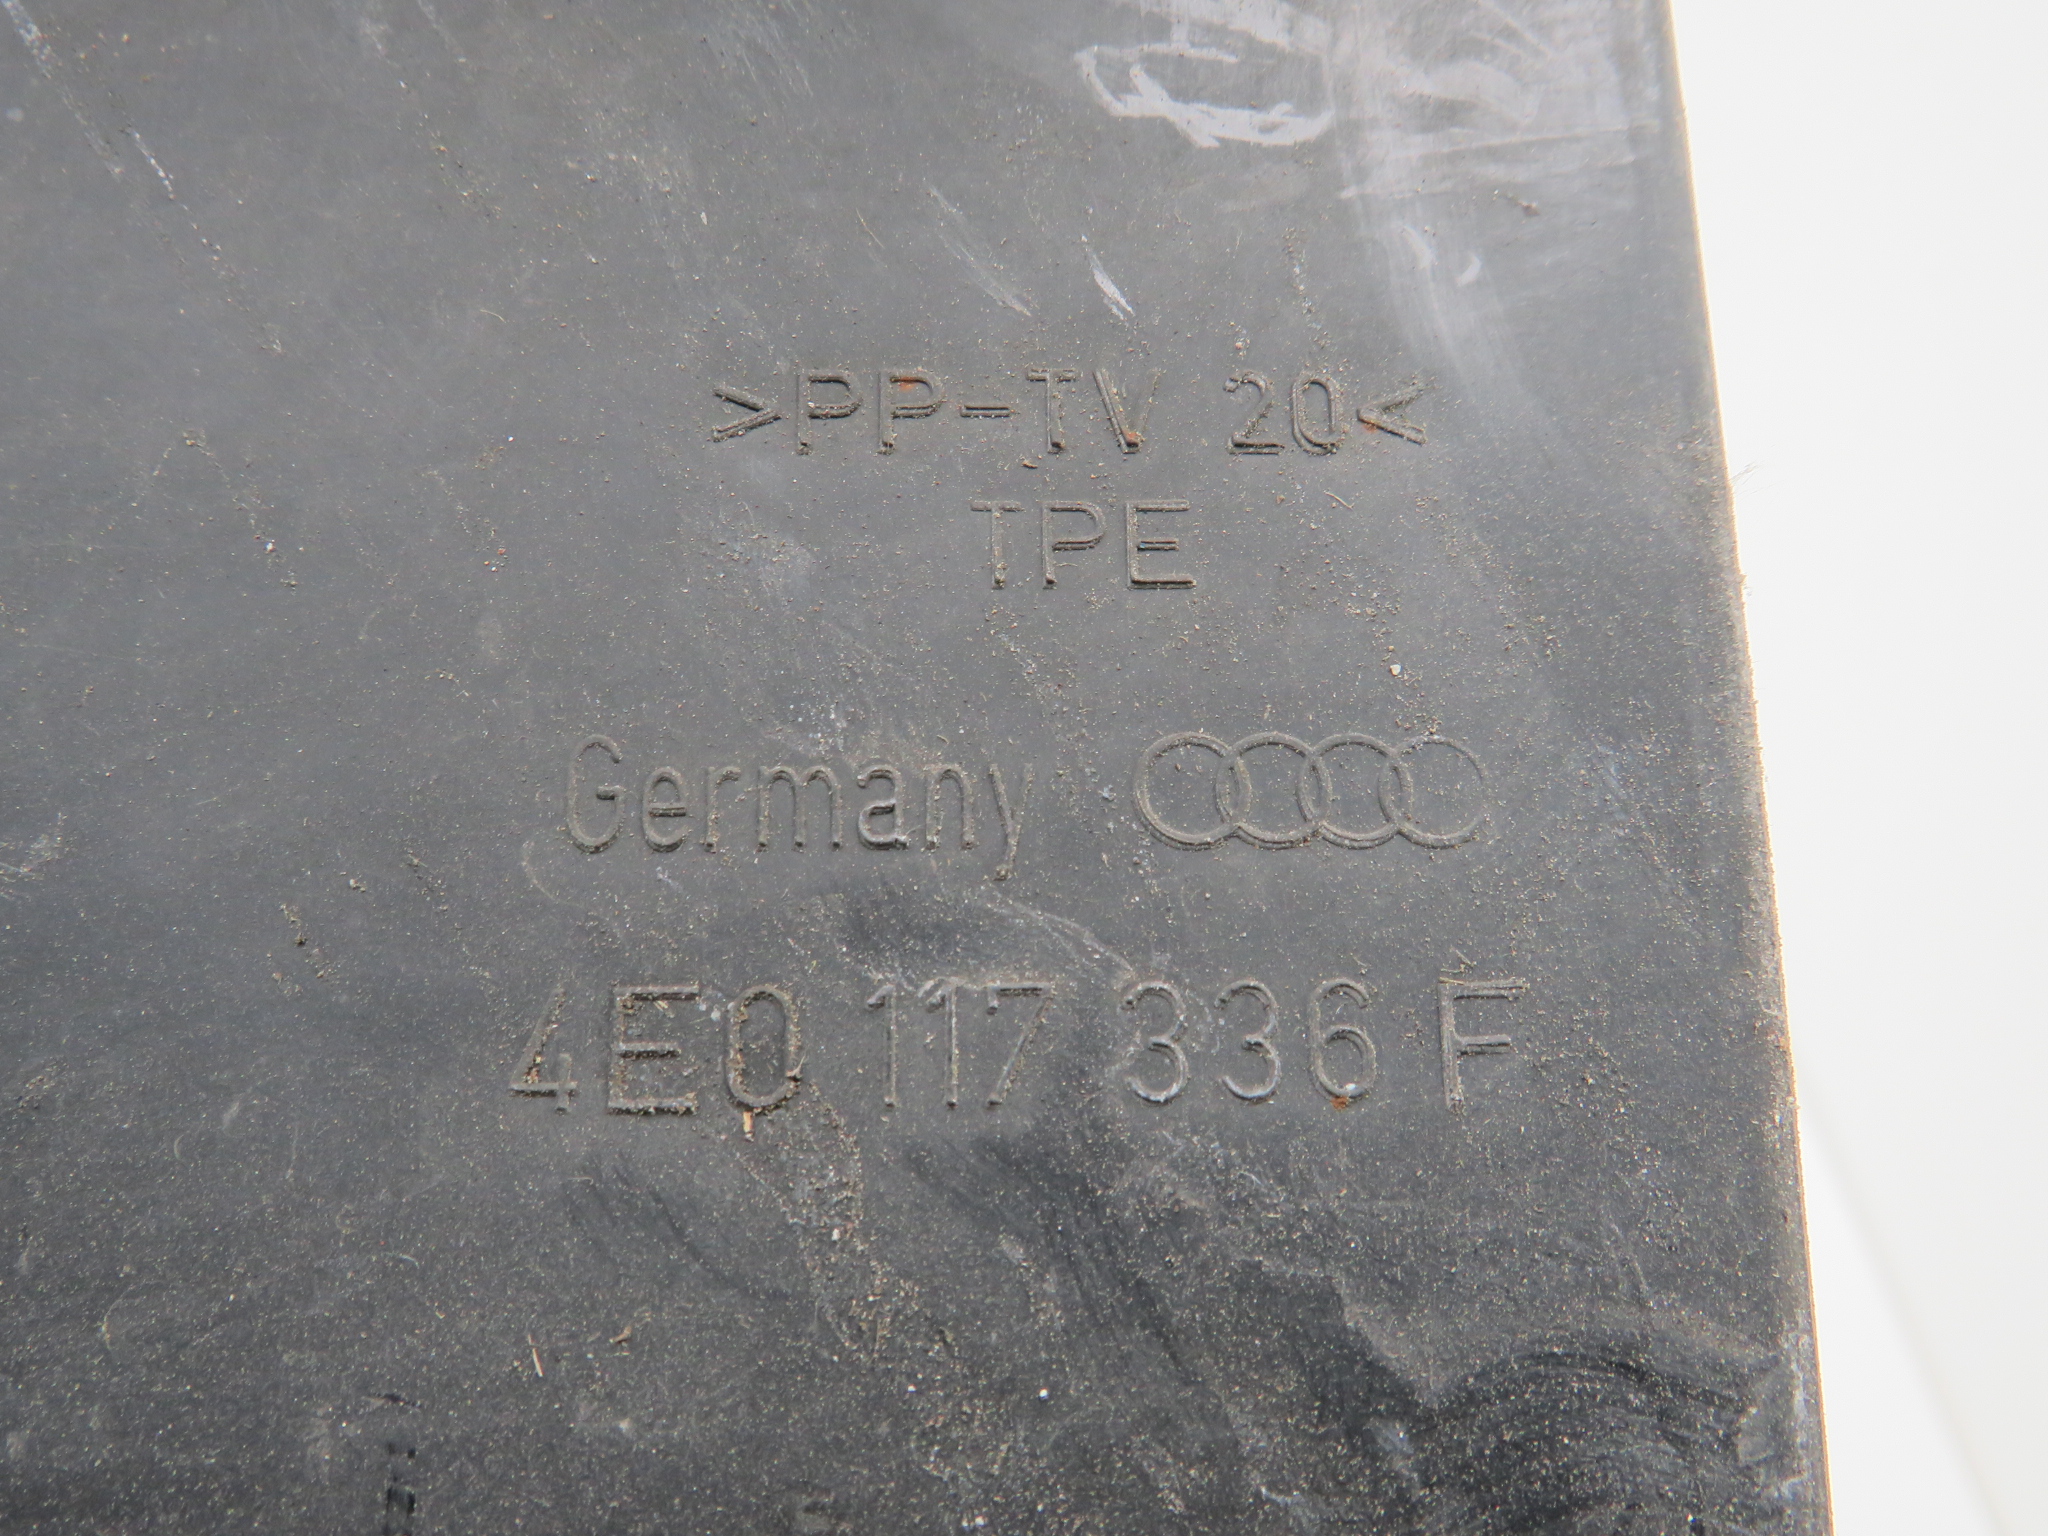 >PP-TV 20<
TPE
Germany
4E0 117 336 F